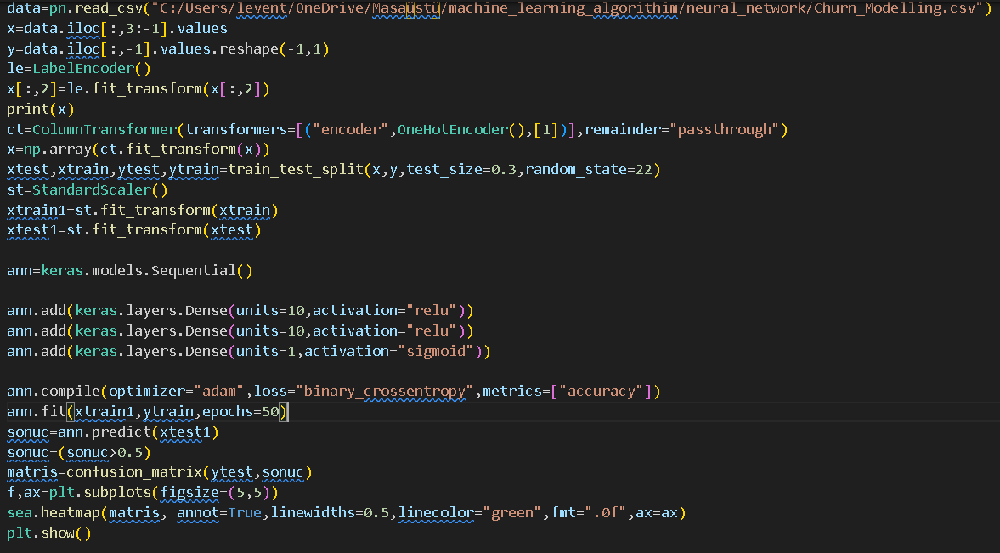 data=pn.read_csv("C:/Users/levent/OneDrive/Masaüstü/machine_learning_algorithim/neural_network/Churn_Modelling.csv")
x=data.iloc[:,3:-1].values
y=data.iloc[:,-1].values.reshape(-1,1)
le=LabelEncoder()
x[:,2]=le.fit_transform(x[:,2])
print(x)
ct=ColumnTransformer(transformers=[("encoder",OneHotEncoder(),[1])],remainder="passthrough")
x=np.array(ct.fit_transform(x))
xtest,xtrain,ytest,ytrain=train_test_split(x,y,test_size=0.3,random_state=22)
st=StandardScaler()
xtrain1=st.fit_transform(xtrain)
xtest1=st.fit_transform(xtest)
ann=keras.models.Sequential()
ann.add(keras.layers.Dense(units=10,activation="relu"))
ann.add(keras.layers.Dense(units=10,activation="relu"))
ann.add(keras.layers.Dense(units=1,activation="sigmoid"))
ann.compile(optimizer="adam",loss="binary_crossentropy",metrics=["accuracy"])
ann.fit(xtrain1,ytrain,epochs=50)
sonuc=ann.predict(xtest1)
sonuc=(sonuc>0.5)
matris=confusion_matrix(ytest,sonuc)
f,ax=plt.subplots(figsize=(5,5))
sea.heatmap(matris, annot=True,linewidths=0.5,linecolor="green",fmt=".0f",ax=ax)
plt.show()